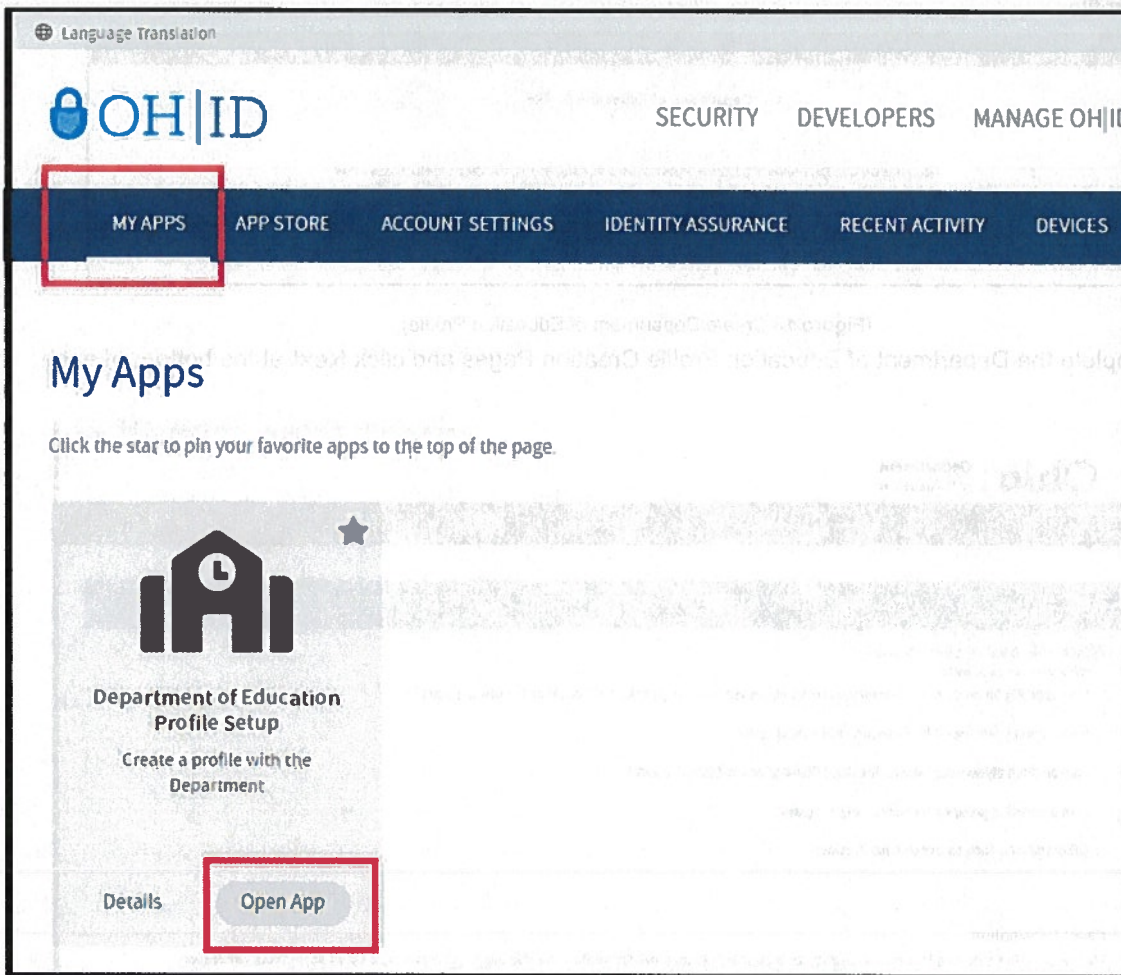 Language Translation
OH|ID
SECURITY DEVELOPERS MANAGE OH|ID
MY APPS APP STORE ACCOUNT SETTINGS IDENTITY ASSURANCE RECENT ACTIVITY DEVICES
My Apps
Click the star to pin your favorite apps to the top of the page.
Department of Education
Profile Setup
Create a profile with the
Department
Details Open App